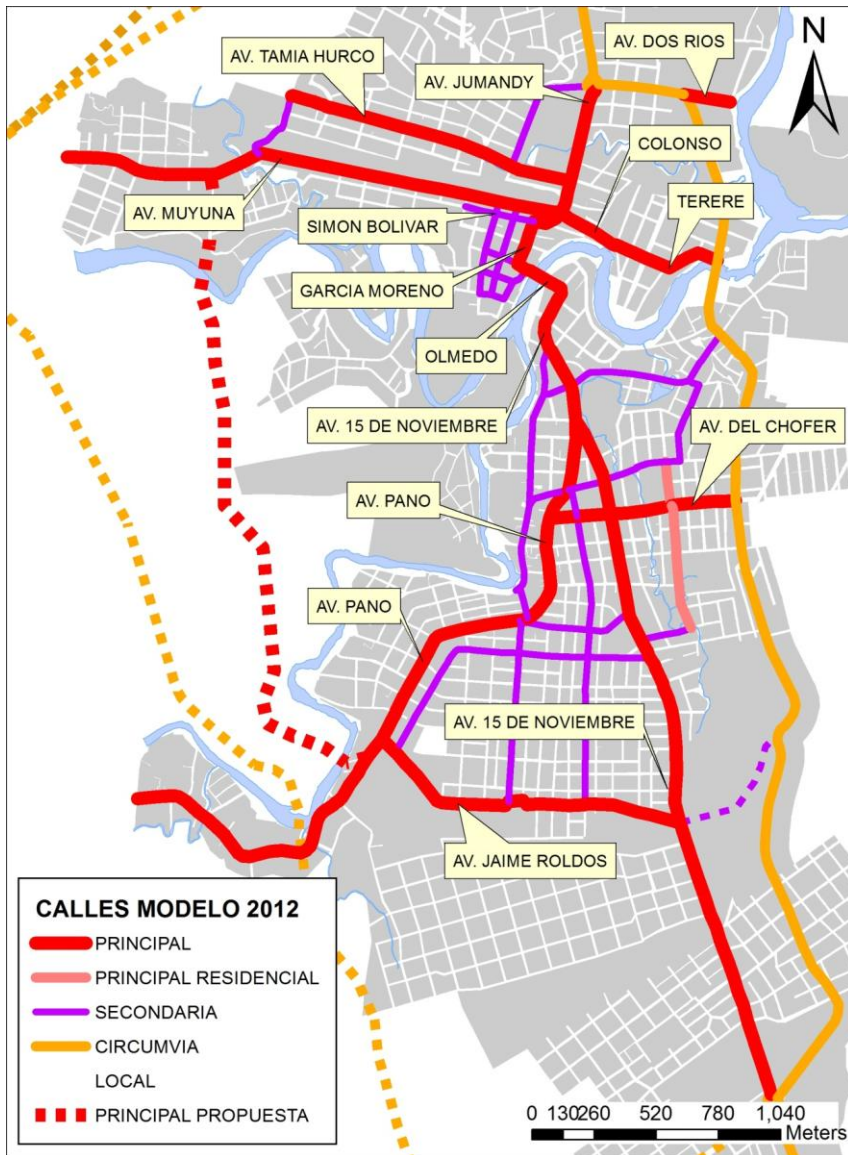 AV. TAMIA HURCO
AV. DOS RIOS
N
AV. JUMANDY
COLONSO
AV. MUYUNA
TERERE
SIMON BOLIVAR
GARCIA MORENO
OLMEDO
AV. 15 DE NOVIEMBRE
AV. DEL CHOFER
AV. PANO
AV. PANO
AV. 15 DE NOVIEMBRE
AV. JAIME ROLDOS
CALLES MODELO 2012
PRINCIPAL
PRINCIPAL RESIDENCIAL
SECONDARIA
CIRCUMVIA
LOCAL
PRINCIPAL PROPUESTA
0 130 260 520 780 1,040
Meters